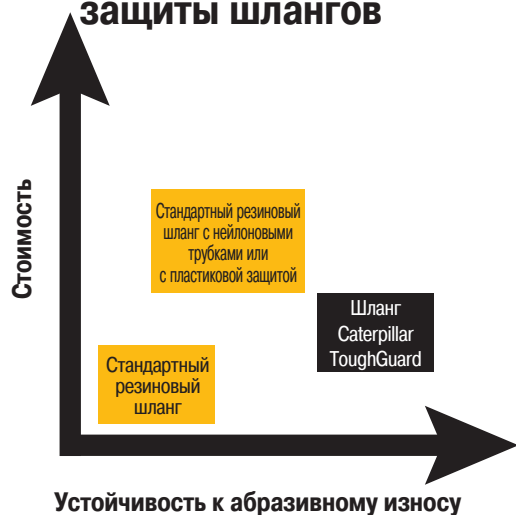 защиты шлангов
Стоимость
Стандартный резиновый
шланг с нейлоновыми
трубками или
с пластиковой защитой
Шланг
Caterpillar
ToughGuard
Стандартный
резиновый
шланг
Устойчивость к абразивному износу